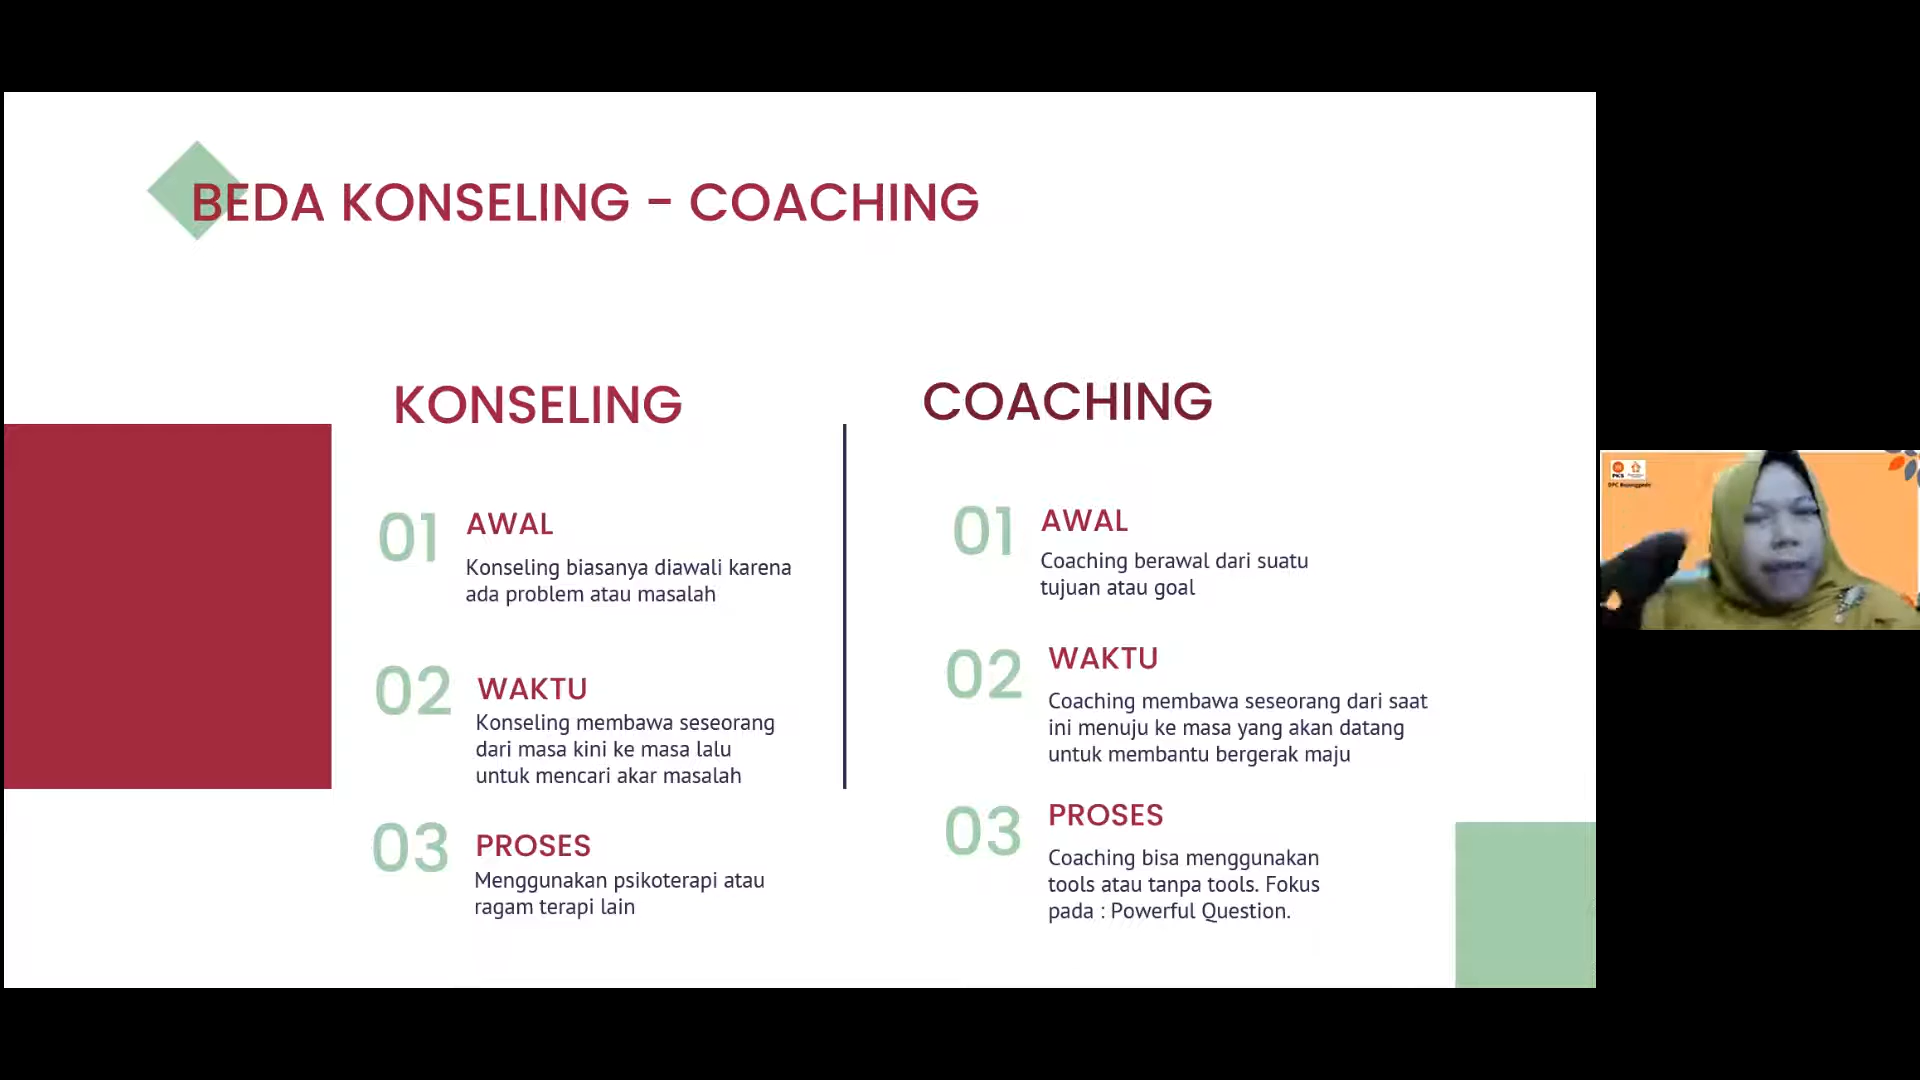 BEDA KONSELING - COACHING
KONSELING
01
AWAL
Konseling biasanya diawali karena
ada problem atau masalah
02
WAKTU
Konseling membawa seseorang
dari masa kini ke masa lalu
untuk mencari akar masalah
03
PROSES
Menggunakan psikoterapi atau
ragam terapi lain
COACHING
01
AWAL
Coaching berawal dari suatu
tujuan atau goal
02
WAKTU
Coaching membawa seseorang dari saat
ini menuju ke masa yang akan datang
untuk membantu bergerak maju
03
PROSES
Coaching bisa menggunakan
tools atau tanpa tools. Fokus
pada : Powerful Question.
PKS